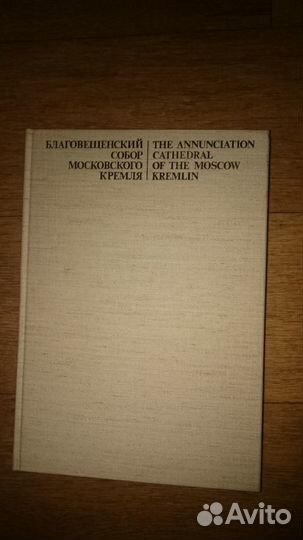 БЛАГОВЕЩЕНСКИЙ
СОБОР
МОСКОВСКОГО
КРЕМЛЯ
THE ANNUNCIATION
CATHEDRAL
OF THE MOSCOW
KREMLIN
Avito